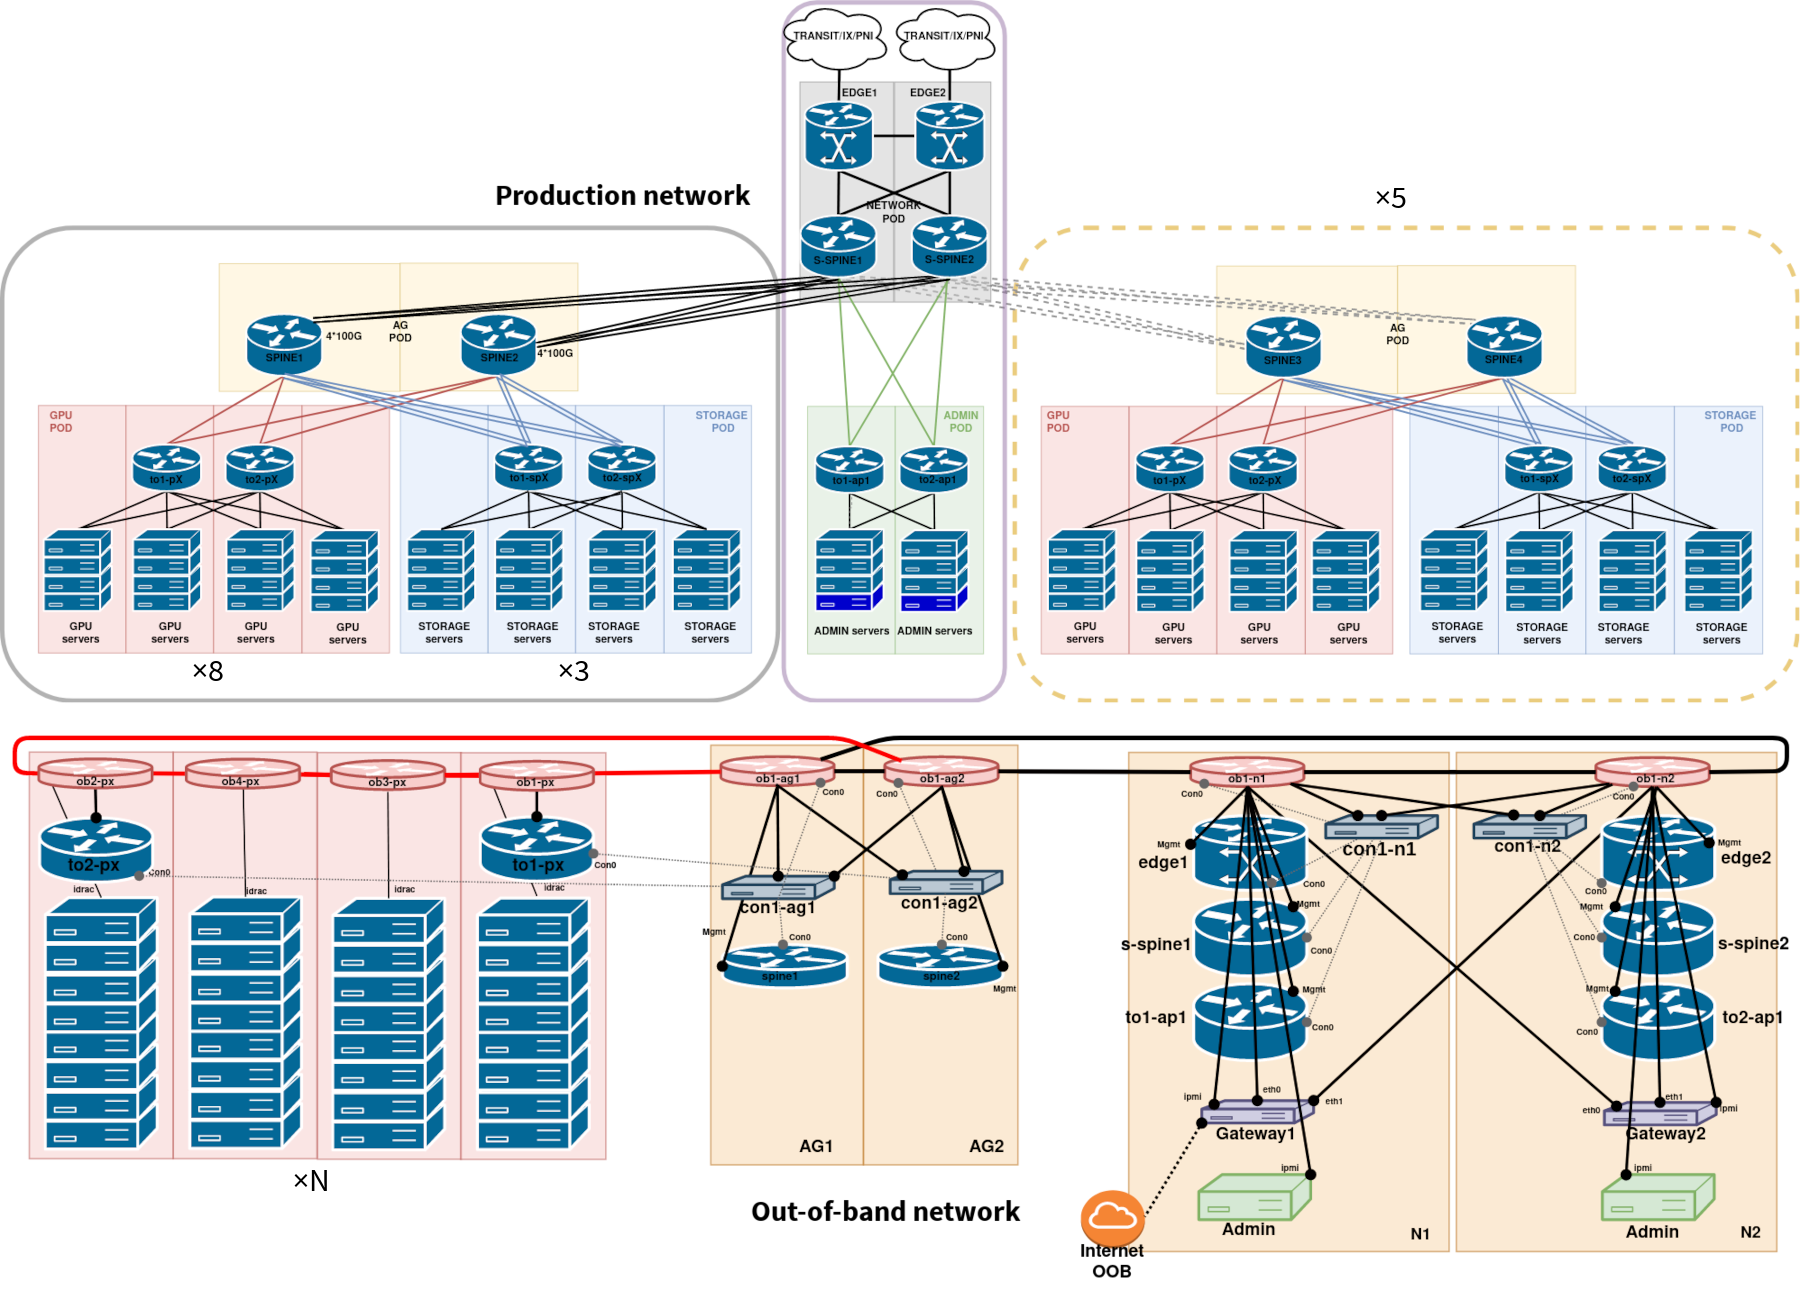 TRANSIT/IX/PNI
TRANSIT/IX/PNI
EDGE1
EDGE2
Production network
×5
NETWORK
POD
S-SPINE1
S-SPINE2
AG
POD
4*100G
SPINE1
SPINE2
4*100G
AG
POD
SPINE3
SPINE4
GPU
POD
STORAGE
POD
ADMIN
POD
GPU
POD
STORAGE
POD
to1-pX
to2-pX
to1-spX
to2-spX
to1-ap1
to2-ap1
to1-pX
to2-pX
to1-spX
to2-spX
GPU
servers
GPU
servers
GPU
servers
GPU
servers
STORAGE
servers
STORAGE
servers
STORAGE
servers
STORAGE
servers
ADMIN servers
ADMIN servers
GPU
servers
GPU
servers
GPU
servers
GPU
servers
STORAGE
servers
STORAGE
servers
STORAGE
servers
STORAGE
servers
×8
×3
ob2-px
ob4-px
ob3-px
ob1-px
ob1-ag1
ob1-ag2
ob1-n1
ob1-n2
Con0
Con0
Con0
Con0
to2-px
Con0
to1-px
Con0
idrac
idrac
idrac
idrac
con1-ag1
con1-ag2
Mgmt
Con0
Con0
spine1
spine2
Mgmt
Mgmt
edge1
con1-n1
con1-n2
Mgmt
edge2
Con0
Con0
Mgmt
Mgmt
s-spine1
Con0
Con0
s-spine2
Mgmt
Mgmt
to1-ap1
Con0
Con0
to2-ap1
ipmi
eth0
eth1
Gateway1
eth0
eth1
ipmi
Gateway2
AG1
AG2
ipmi
Admin
ipmi
Admin
N1
N2
×N
Out-of-band network
Internet
OOB